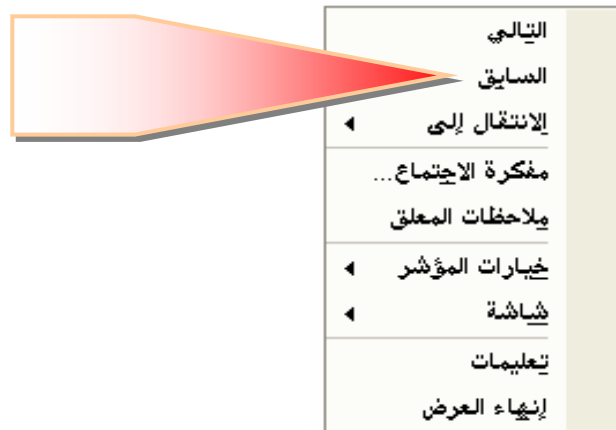 التالي
السابق
الانتقال إلى
مفكرة الاجتماع...
ملاحظات المعلق
خيارات المؤشر
شاشة
تعليمات
إنهاء العرض